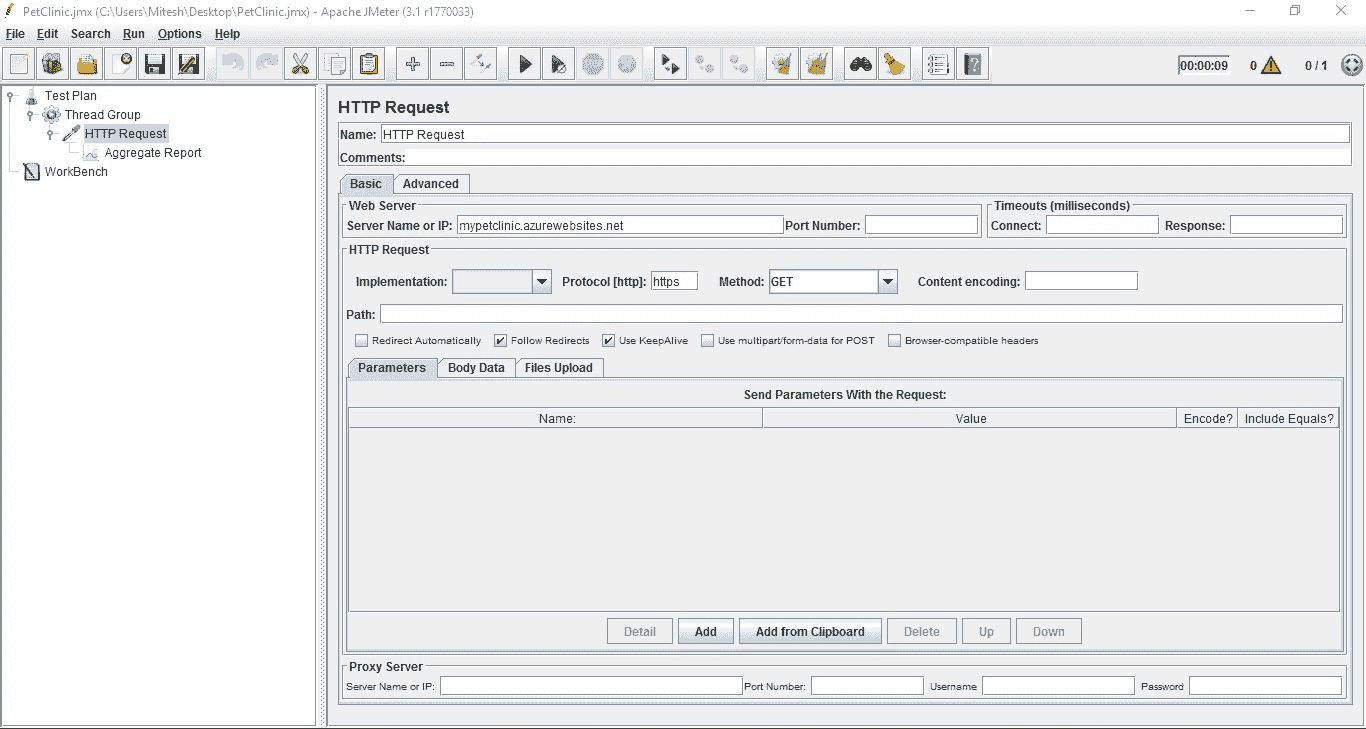 PetClinic.jmx (C:\Users\Mitesh\Desktop\PetClinic.jmx) - Apache JMeter (3.1 r1770033)
File Edit Search Run Options Help
00:00:09 0 0 / 1
Test Plan
Thread Group
HTTP Request
Aggregate Report
WorkBench
HTTP Request
Name: HTTP Request
Comments:
Basic Advanced
Web Server Timeouts (milliseconds)
Server Name or IP: mypetclinic.azurewebsites.net Port Number: Connect: Response:
HTTP Request
Implementation: Protocol [http]: https Method: GET Content encoding:
Path:
Redirect Automatically Follow Redirects Use KeepAlive Use multipart/form-data for POST Browser-compatible headers
Parameters Body Data Files Upload
Send Parameters With the Request:
Name: Value Encode? Include Equals?
Detail Add Add from Clipboard Delete Up Down
Proxy Server
Server Name or IP: Port Number: Username Password